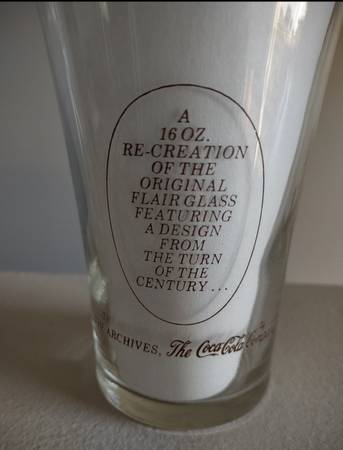 A
16 OZ.
RE-CREATION
OF THE
ORIGINAL
FLAIR GLASS
FEATURING
A DESIGN
FROM
THE TURN
OF THE
CENTURY...
ARCHIVES, The Coca-Cola Company